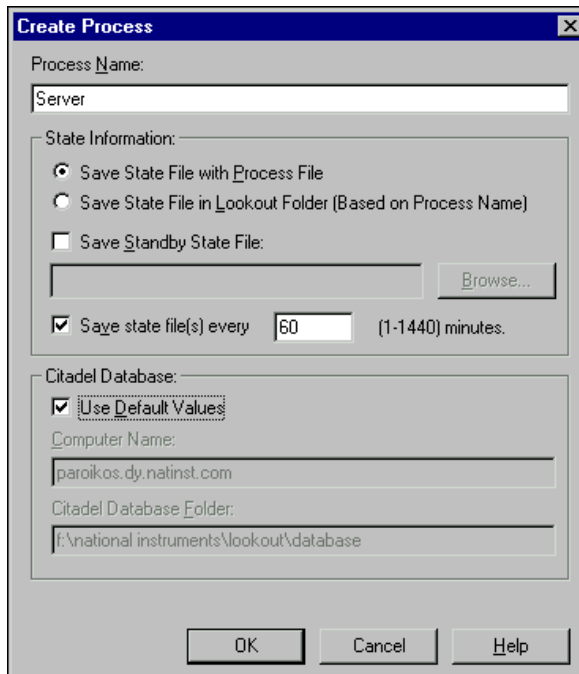 Create Process
Process Name:
Server
State Information:
Save State File with Process File
Save State File in Lookout Folder (Based on Process Name)
Save Standby State File:
Browse...
Save state file(s) every 60 (1-1440) minutes.
Citadel Database:
Use Default Values
Computer Name:
paroikos.dy.natinst.com
Citadel Database Folder:
f:\national instruments\lookout\database
OK Cancel Help